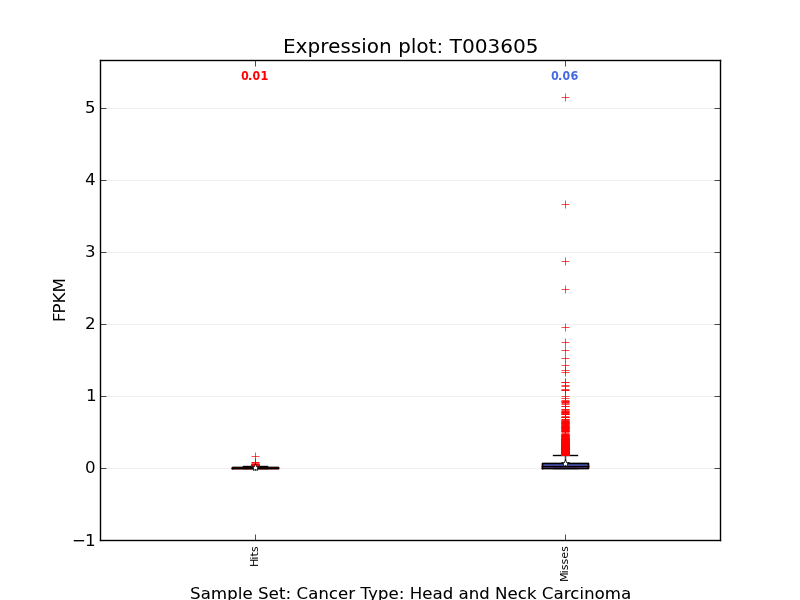 Expression plot: T003605
0.01 0.06
5
4
3
2
1
0
−1
FPKM
Hits
Misses
Sample Set: Cancer Type: Head and Neck Carcinoma